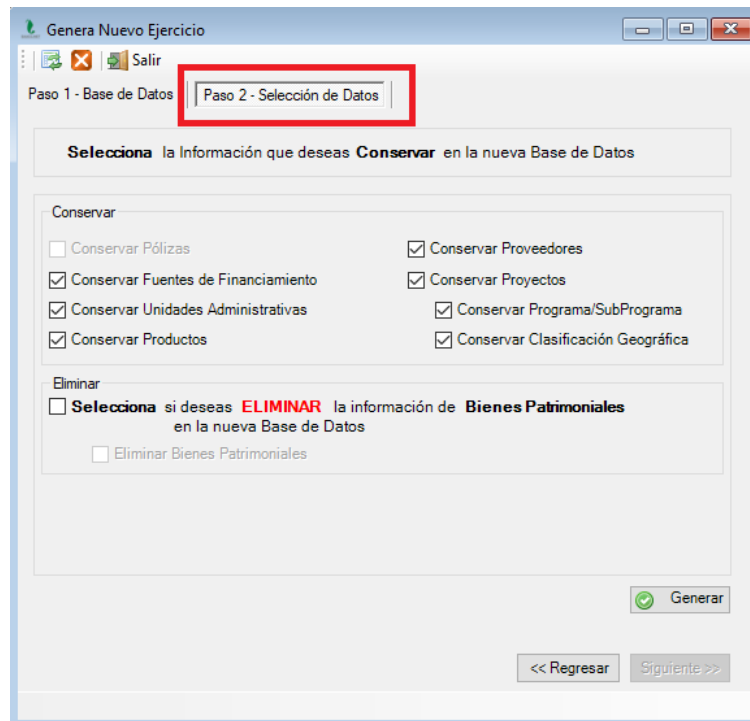 Genera Nuevo Ejercicio
Salir
Paso 1 - Base de Datos
Paso 2 - Selección de Datos
Selecciona la Información que deseas Conservar en la nueva Base de Datos
Conservar
Conservar Pólizas
Conservar Proveedores
Conservar Fuentes de Financiamiento
Conservar Proyectos
Conservar Unidades Administrativas
Conservar Programa/SubPrograma
Conservar Productos
Conservar Clasificación Geográfica
Eliminar
Selecciona si deseas ELIMINAR la información de Bienes Patrimoniales
en la nueva Base de Datos
Eliminar Bienes Patrimoniales
Generar
<< Regresar
Siguiente >>